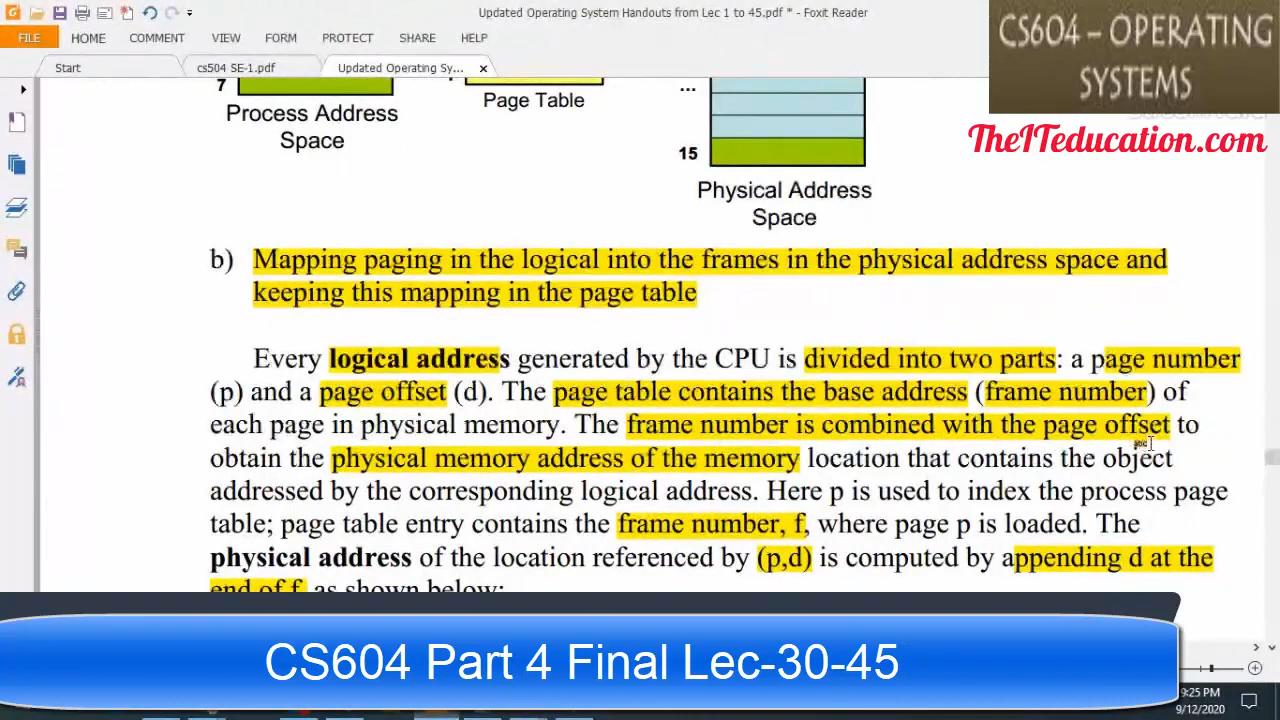 Updated Operating System Handouts from Lec 1 to 45.pdf * - Foxit Reader
CS604 – OPERATING
SYSTEMS
FILE HOME COMMENT VIEW FORM PROTECT SHARE HELP
Start cs504 SE-1.pdf Updated Operating Sy... ×
TheITeducation.com
7
Process Address
Space
Page Table
...
15
Physical Address
Space
b) Mapping paging in the logical into the frames in the physical address space and
keeping this mapping in the page table
Every logical address generated by the CPU is divided into two parts: a page number
(p) and a page offset (d). The page table contains the base address (frame number) of
each page in physical memory. The frame number is combined with the page offset to
obtain the physical memory address of the memory location that contains the object
addressed by the corresponding logical address. Here p is used to index the process page
table; page table entry contains the frame number, f, where page p is loaded. The
physical address of the location referenced by (p,d) is computed by appending d at the
end of f, as shown below:
CS604 Part 4 Final Lec-30-45
9:25 PM
9/12/2020